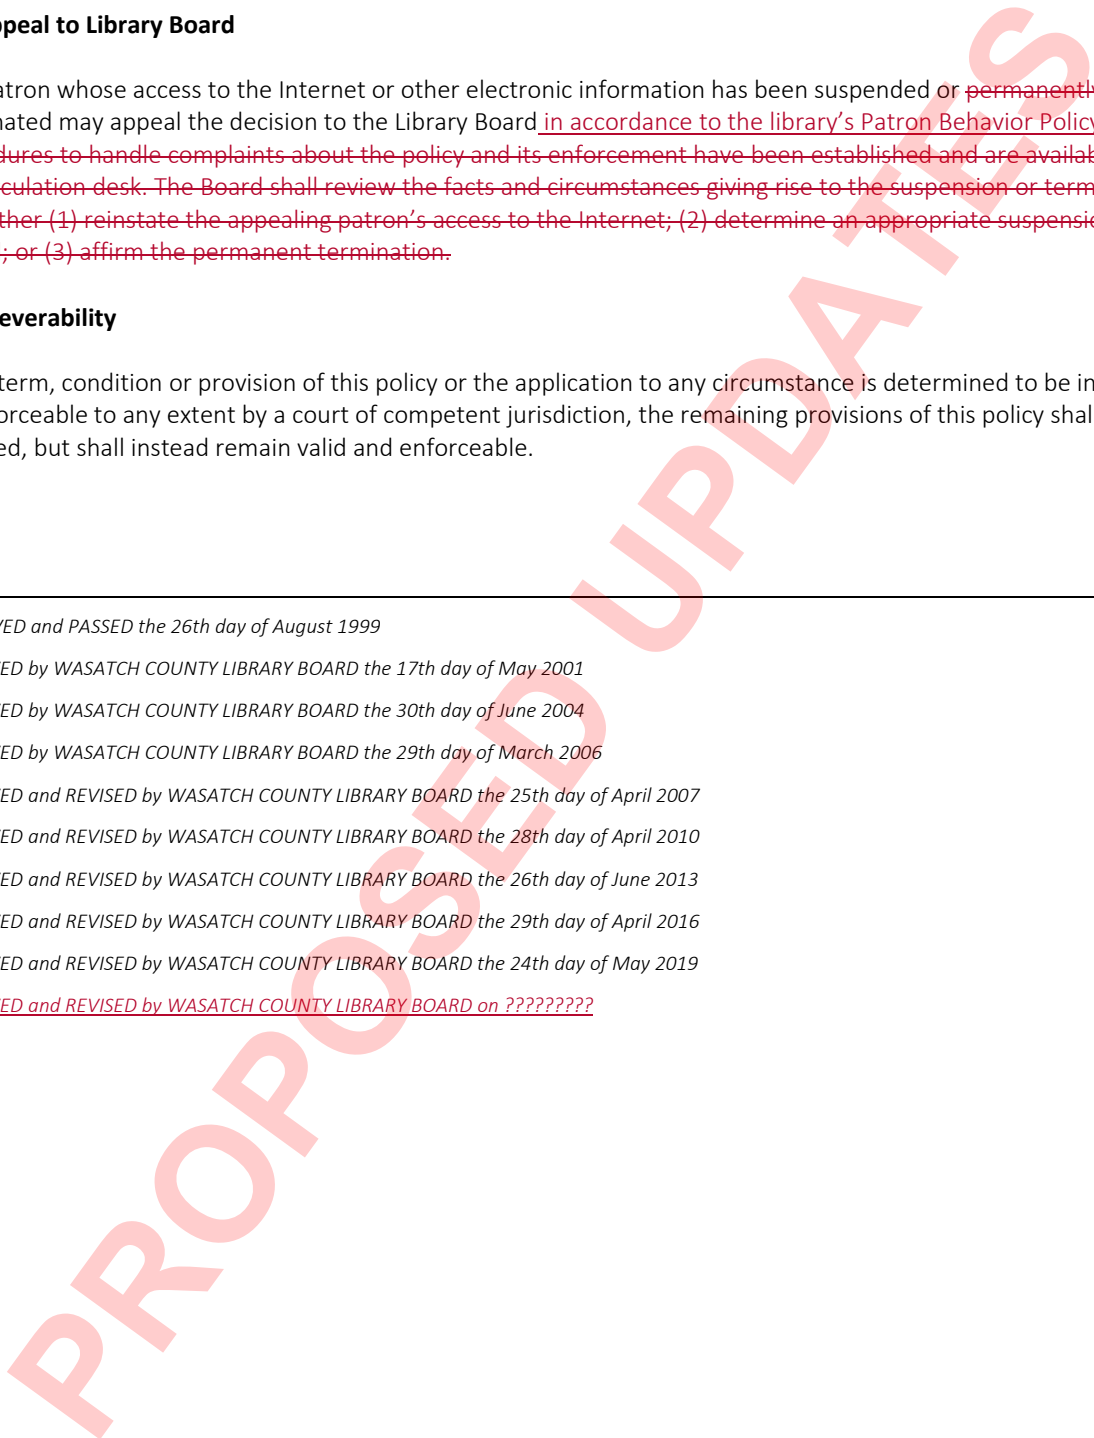 ppeal to Library Board
atron whose access to the Internet or other electronic information has been suspended or permanently
nated may appeal the decision to the Library Board in accordance to the library’s Patron Behavior Policy
dures to handle complaints about the policy and its enforcement have been established and are availab
culation desk. The Board shall review the facts and circumstances giving rise to the suspension or term
ther (1) reinstate the appealing patron’s access to the Internet; (2) determine an appropriate suspensio
; or (3) affirm the permanent termination.
everability
term, condition or provision of this policy or the application to any circumstance is determined to be in
forceable to any extent by a court of competent jurisdiction, the remaining provisions of this policy shal
ed, but shall instead remain valid and enforceable.
VED and PASSED the 26th day of August 1999
ED by WASATCH COUNTY LIBRARY BOARD the 17th day of May 2001
ED by WASATCH COUNTY LIBRARY BOARD the 30th day of June 2004
ED by WASATCH COUNTY LIBRARY BOARD the 29th day of March 2006
ED and REVISED by WASATCH COUNTY LIBRARY BOARD the 25th day of April 2007
ED and REVISED by WASATCH COUNTY LIBRARY BOARD the 28th day of April 2010
ED and REVISED by WASATCH COUNTY LIBRARY BOARD the 26th day of June 2013
ED and REVISED by WASATCH COUNTY LIBRARY BOARD the 29th day of April 2016
ED and REVISED by WASATCH COUNTY LIBRARY BOARD the 24th day of May 2019
ED and REVISED by WASATCH COUNTY LIBRARY BOARD on ?????????
PROPOSED UPDATES